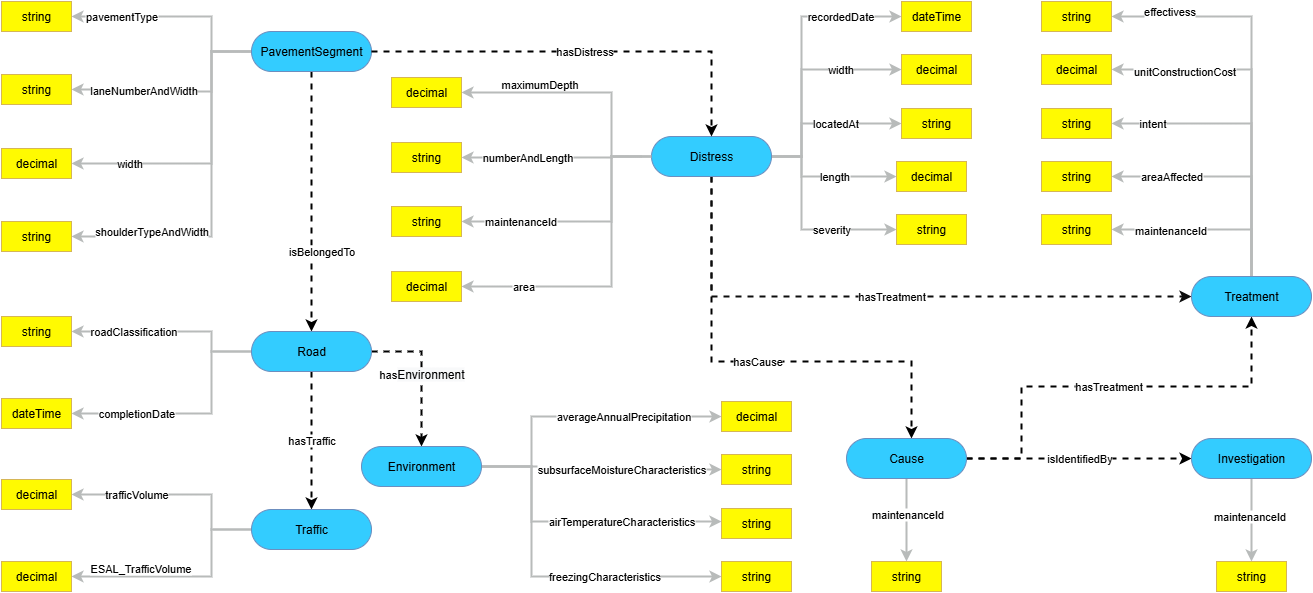 string
pavementType
PavementSegment
string
laneNumberAndWidth
decimal
width
string
shoulderTypeAndWidth
hasDistress
isBelongedTo
decimal
maximumDepth
string
numberAndLength
string
maintenanceId
decimal
area
Distress
recordedDate
dateTime
width
decimal
locatedAt
string
length
decimal
severity
string
string
effectivess
decimal
unitConstructionCost
string
intent
string
areaAffected
string
maintenanceId
Treatment
hasTreatment
hasCause
string
roadClassification
Road
dateTime
completionDate
hasEnvironment
hasTraffic
Environment
averageAnnualPrecipitation
decimal
subsurfaceMoistureCharacteristics
string
airTemperatureCharacteristics
string
freezingCharacteristics
string
decimal
trafficVolume
Traffic
decimal
ESAL_TrafficVolume
hasTreatment
Cause
isIdentifiedBy
Investigation
maintenanceId
string
maintenanceId
string